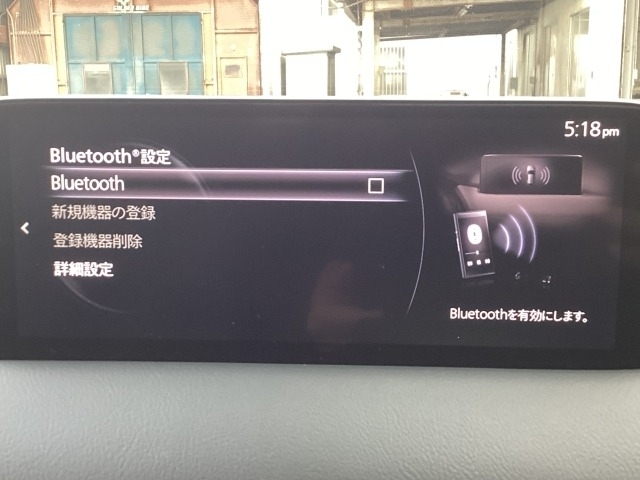 5:18pm
Bluetooth®設定
Bluetooth
新規機器の登録
登録機器削除
詳細設定
Bluetoothを有効にします。